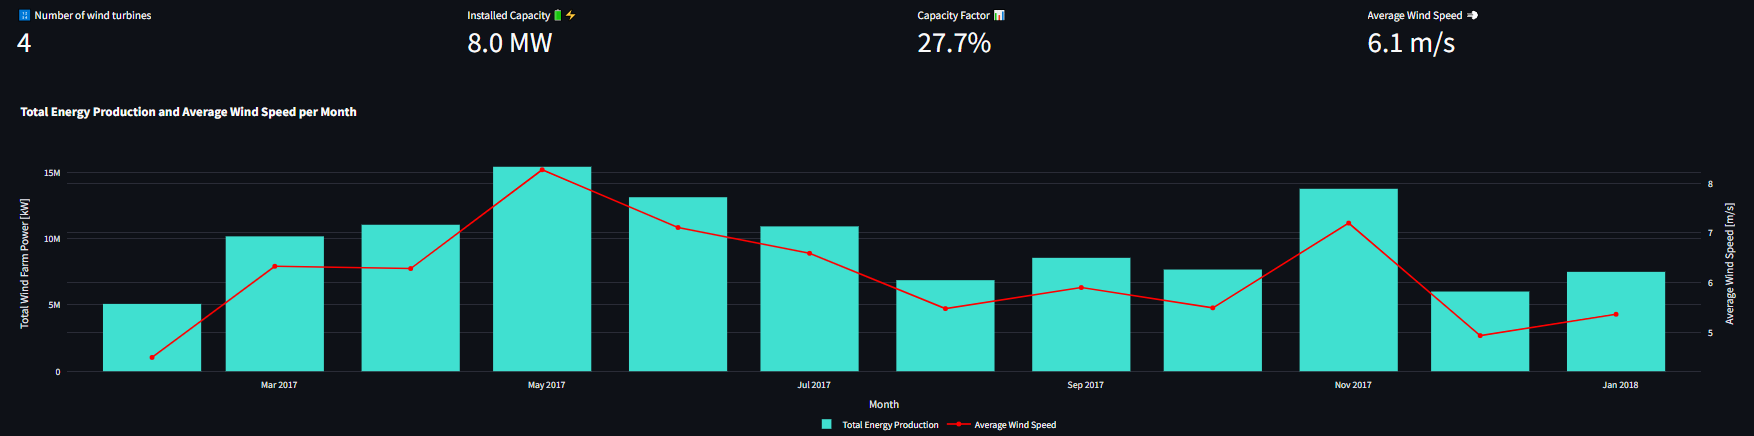 🔢 Number of wind turbines
4
Installed Capacity 🔋⚡
8.0 MW
Capacity Factor 📊
27.7%
Average Wind Speed 💨
6.1 m/s
Total Energy Production and Average Wind Speed per Month
Total Wind Farm Power [kW]
15M
10M
5M
0
8
7
6
5
Average Wind Speed [m/s]
Mar 2017
May 2017
Jul 2017
Sep 2017
Nov 2017
Jan 2018
Month
Total Energy Production
Average Wind Speed